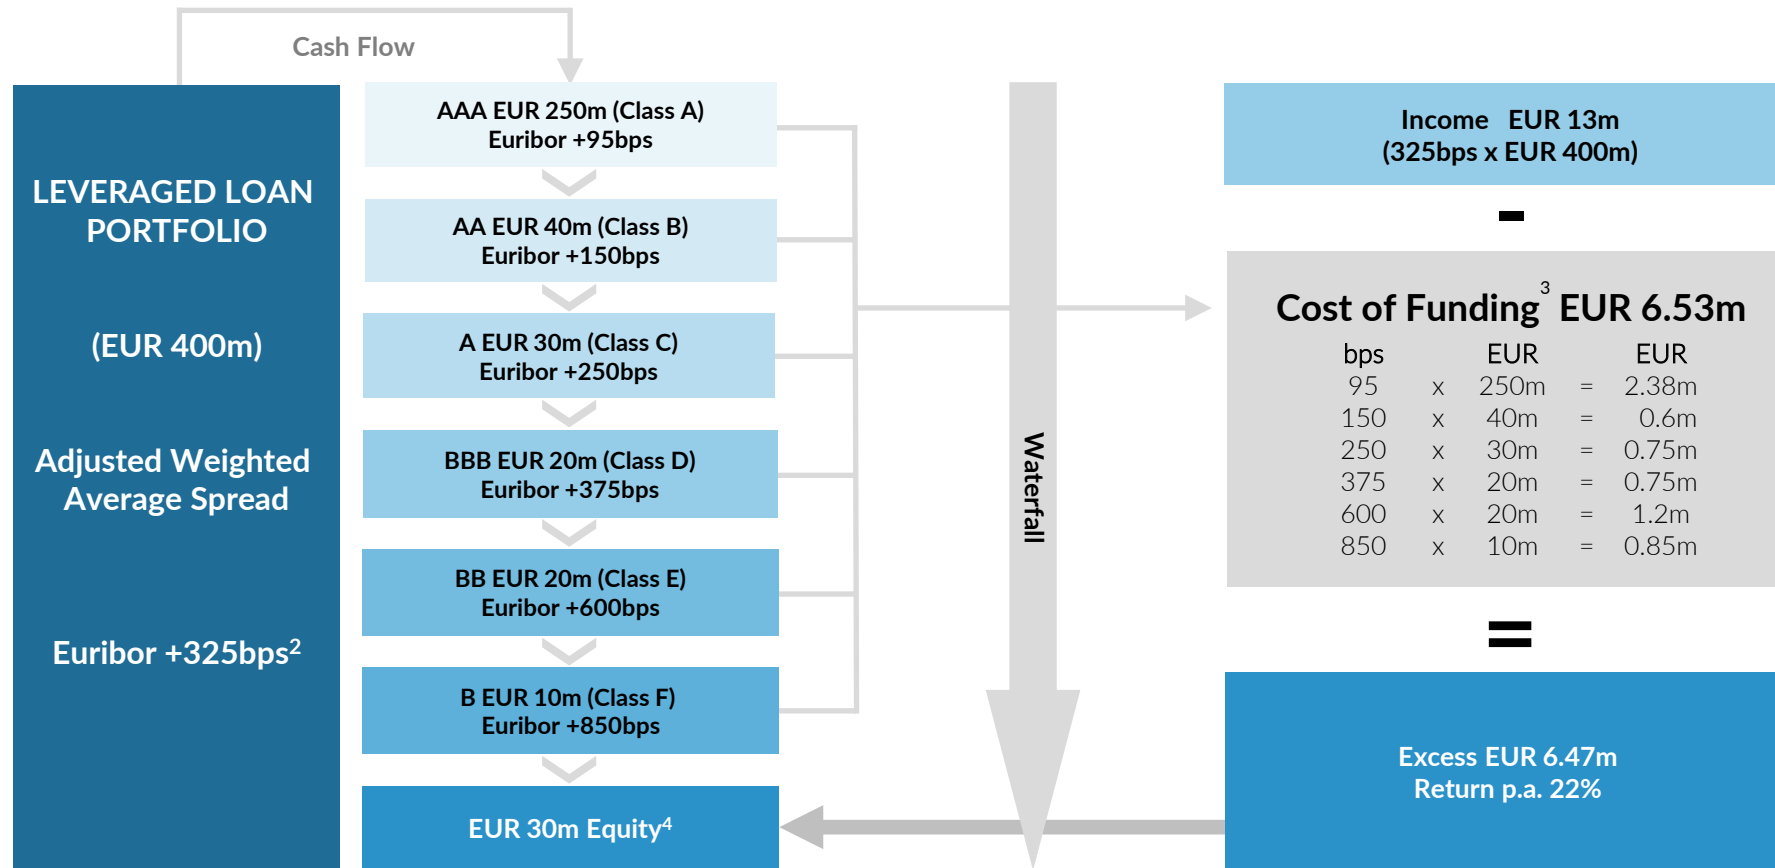 Cash Flow
LEVERAGED LOAN
PORTFOLIO
(EUR 400m)
Adjusted Weighted
Average Spread
Euribor +325bps²
AAA EUR 250m (Class A)
Euribor +95bps
AA EUR 40m (Class B)
Euribor +150bps
A EUR 30m (Class C)
Euribor +250bps
BBB EUR 20m (Class D)
Euribor +375bps
BB EUR 20m (Class E)
Euribor +600bps
B EUR 10m (Class F)
Euribor +850bps
EUR 30m Equity⁴
Waterfall
Income EUR 13m
(325bps x EUR 400m)
-
Cost of Funding³ EUR 6.53m
bps EUR EUR
95 x 250m = 2.38m
150 x 40m = 0.6m
250 x 30m = 0.75m
375 x 20m = 0.75m
600 x 20m = 1.2m
850 x 10m = 0.85m
=
Excess EUR 6.47m
Return p.a. 22%